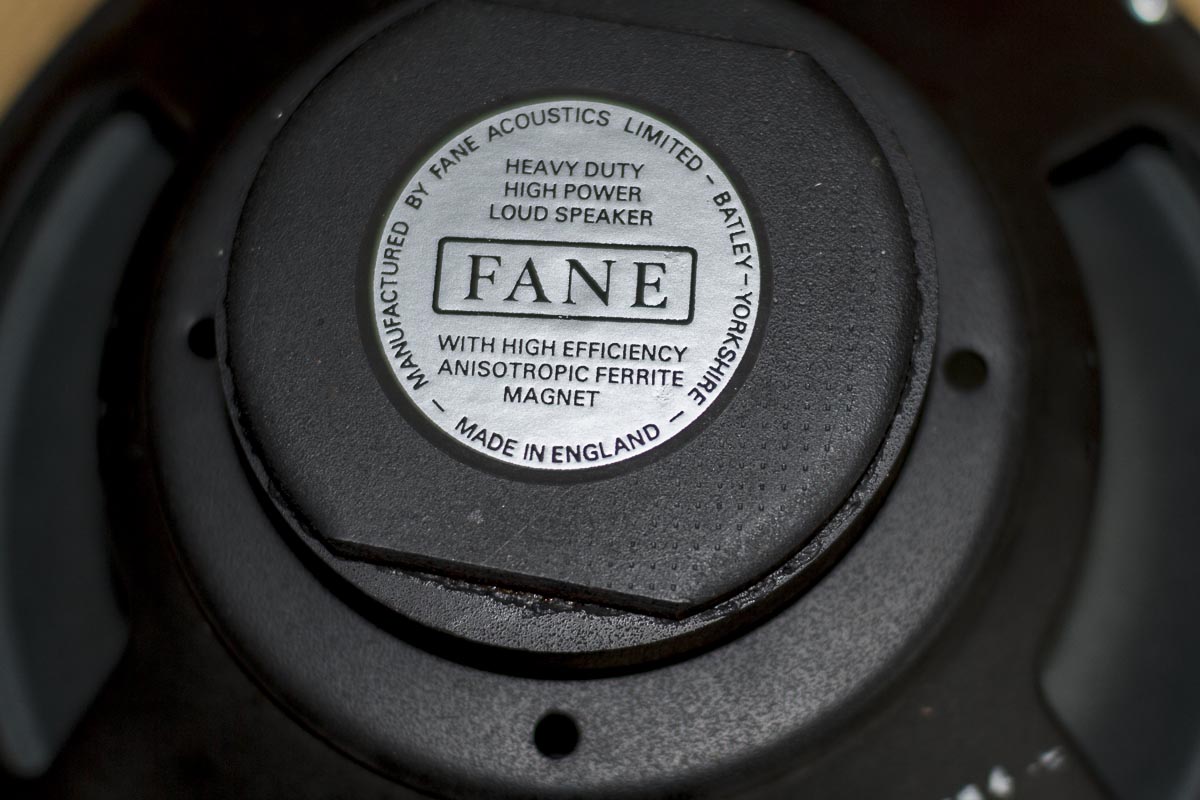 MANUFACTURED BY FANE ACOUSTICS LIMITED – BATLEY – YORKSHIRE –
HEAVY DUTY
HIGH POWER
LOUD SPEAKER
FANE
WITH HIGH EFFICIENCY
ANISOTROPIC FERRITE
MAGNET
MADE IN ENGLAND –